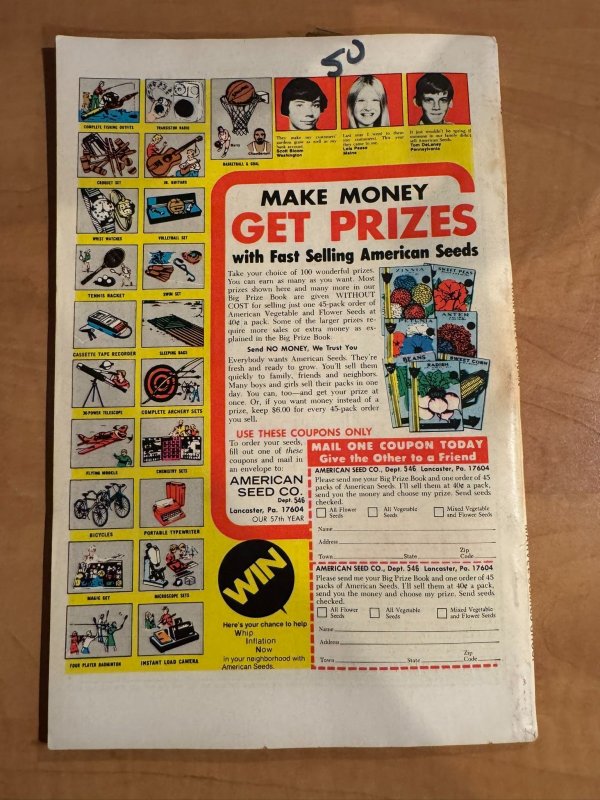 50
COMPLETE FISHING OUTFITS
TRANSISTOR RADIO
CROQUET SET
JR. GUITARS
BASKETBALL & GOAL
WRIST WATCHES
VOLLEYBALL SET
TENNIS RACKET
SWIM SET
CASSETTE TAPE RECORDER
SLEEPING BAGS
30-POWER TELESCOPE
COMPLETE ARCHERY SETS
FLYING MODELS
CHEMISTRY SETS
BICYCLES
PORTABLE TYPEWRITER
MAGIC SET
MICROSCOPE SETS
FOUR PLAYER BADMINTON
INSTANT LOAD CAMERA
They make my customers'
gardens grow as well as my
bank account.
Scott Bloom
Washington
Last year I went to these
my customers. This year
they came to me.
Lola Pease
Maine
It just wouldn't be spring if
someone in our family didn't
sell American Seeds.
Tom DeLaney
Pennsylvania
MAKE MONEY
GET PRIZES
with Fast Selling American Seeds
Take your choice of 100 wonderful prizes.
You can earn as many as you want. Most
prizes shown here and many more in our
Big Prize Book are given WITHOUT
COST for selling just one 45-pack order of
American Vegetable and Flower Seeds at
40¢ a pack. Some of the larger prizes re-
quire more sales or extra money as ex-
plained in the Big Prize Book.
Send NO MONEY, We Trust You
Everybody wants American Seeds. They're
fresh and ready to grow. You'll sell them
quickly to family, friends and neighbors.
Many boys and girls sell their packs in one
day. You can, too—and get your prize at
once. Or, if you want money instead of a
prize, keep $6.00 for every 45-pack order
you sell.
ZINNIA
SWEET PEAS
PETUNIA
ASTER
BEANS
RADISH
SWEET CORN
USE THESE COUPONS ONLY
To order your seeds,
fill out one of these
coupons and mail in
an envelope to:
AMERICAN
SEED CO.
Dept. 546
Lancaster, Pa. 17604
OUR 57th YEAR
WIN
Here's your chance to help
Whip
Inflation
Now
in your neighborhood with
American Seeds.
MAIL ONE COUPON TODAY
Give the Other to a Friend
AMERICAN SEED CO., Dept. 546 Lancaster, Pa. 17604
Please send me your Big Prize Book and one order of 45
packs of American Seeds. I'll sell them at 40¢ a pack,
send you the money and choose my prize. Send seeds
checked.
All Flower Seeds
All Vegetable Seeds
Mixed Vegetable and Flower Seeds
Name
Address
Town State Zip Code
AMERICAN SEED CO., Dept. 546 Lancaster, Pa. 17604
Please send me your Big Prize Book and one order of 45
packs of American Seeds. I'll sell them at 40¢ a pack,
send you the money and choose my prize. Send seeds
checked.
All Flower Seeds
All Vegetable Seeds
Mixed Vegetable and Flower Seeds
Name
Address
Town State Zip Code